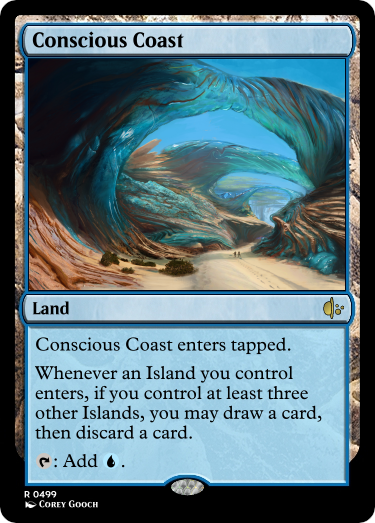 Conscious Coast
Land
Conscious Coast enters tapped.
Whenever an Island you control
enters, if you control at least three
other Islands, you may draw a card,
then discard a card.
: Add .
R 0499
Corey Gooch